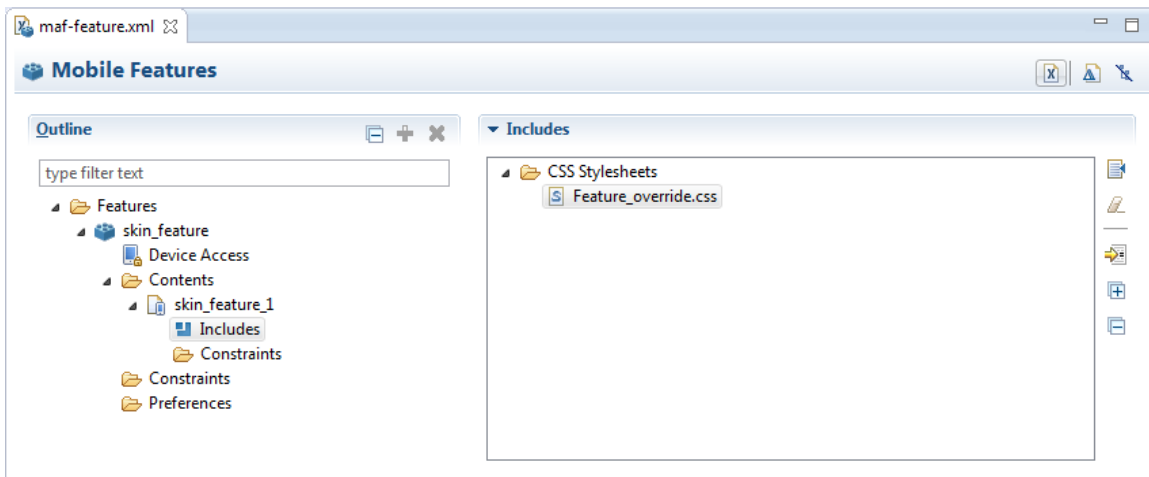 maf-feature.xml
Mobile Features
Outline
type filter text
Features
skin_feature
Device Access
Contents
skin_feature_1
Includes
Constraints
Constraints
Preferences
Includes
CSS Stylesheets
Feature_override.css